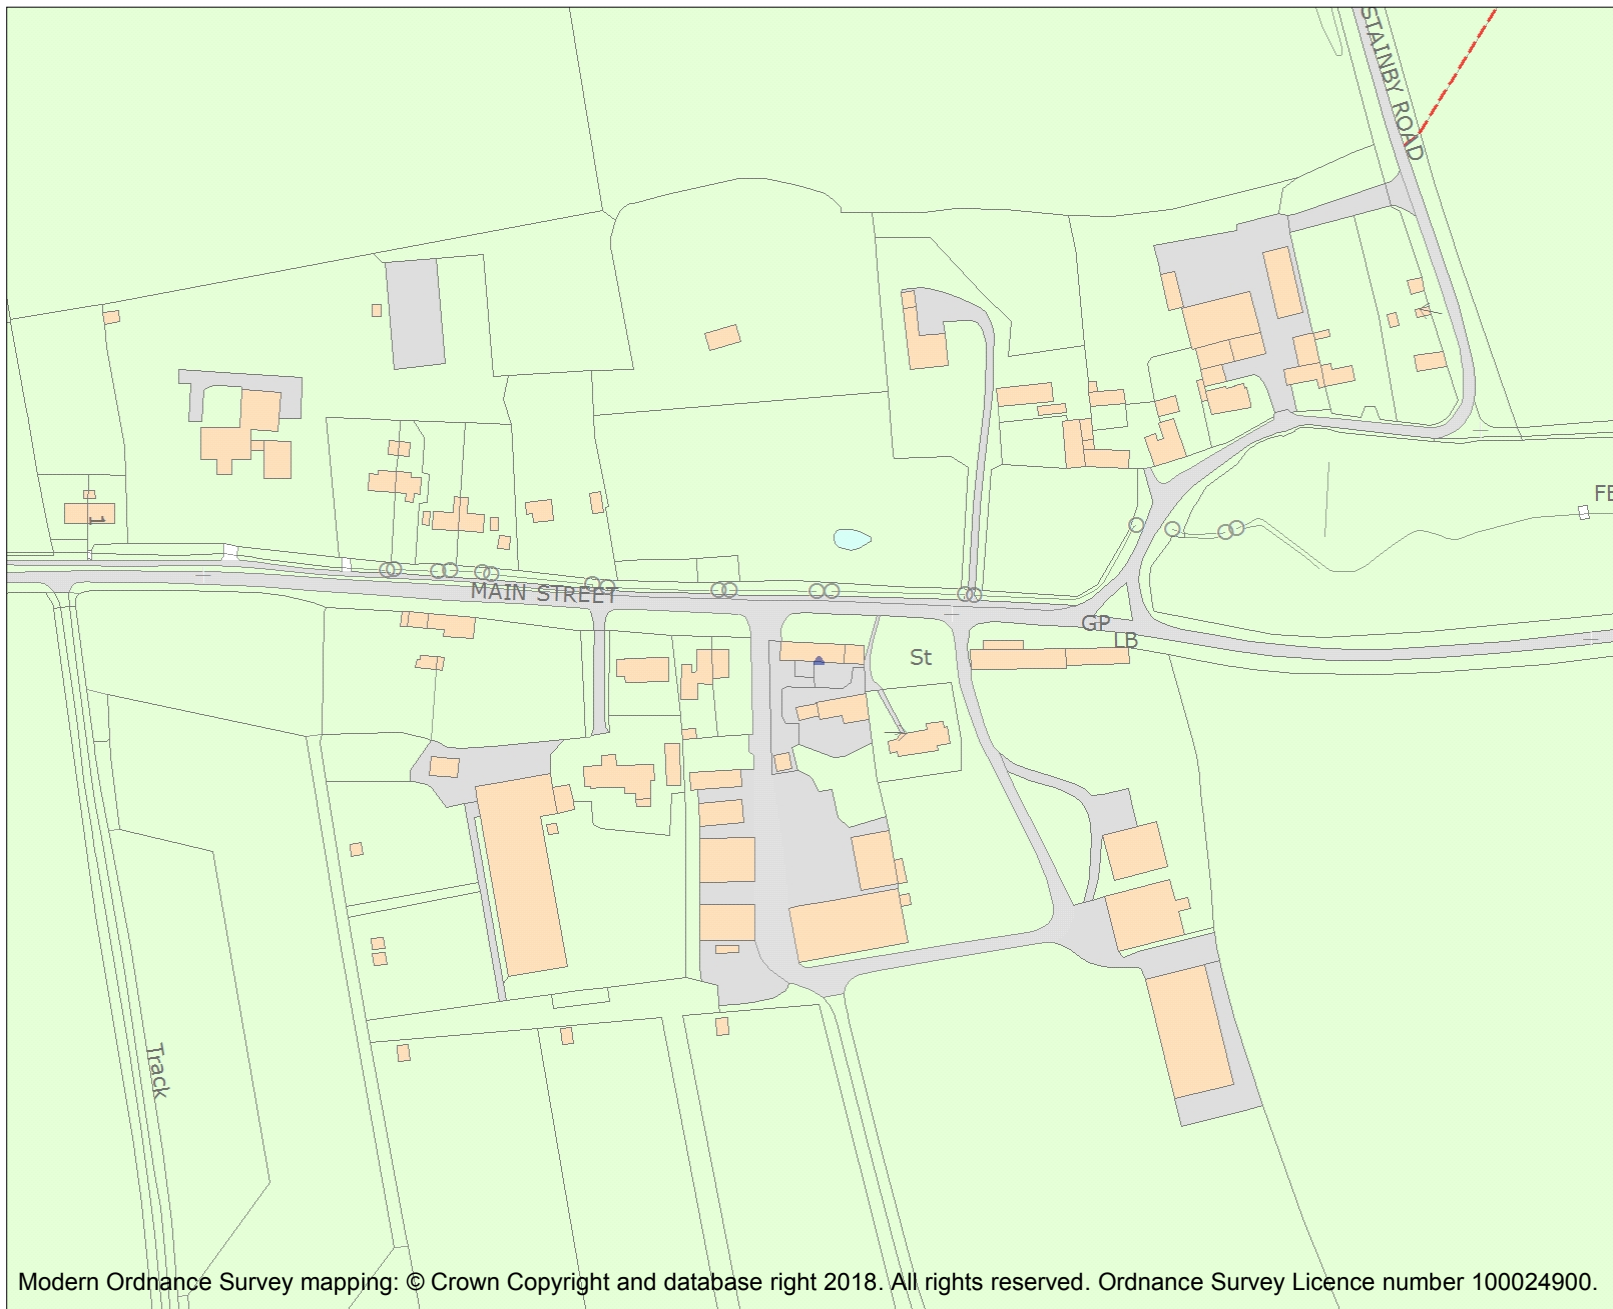 STAINBY ROAD
FE
1
MAIN STREET
GP
LB
St
Track
Modern Ordnance Survey mapping: © Crown Copyright and database right 2018. All rights reserved. Ordnance Survey Licence number 100024900.